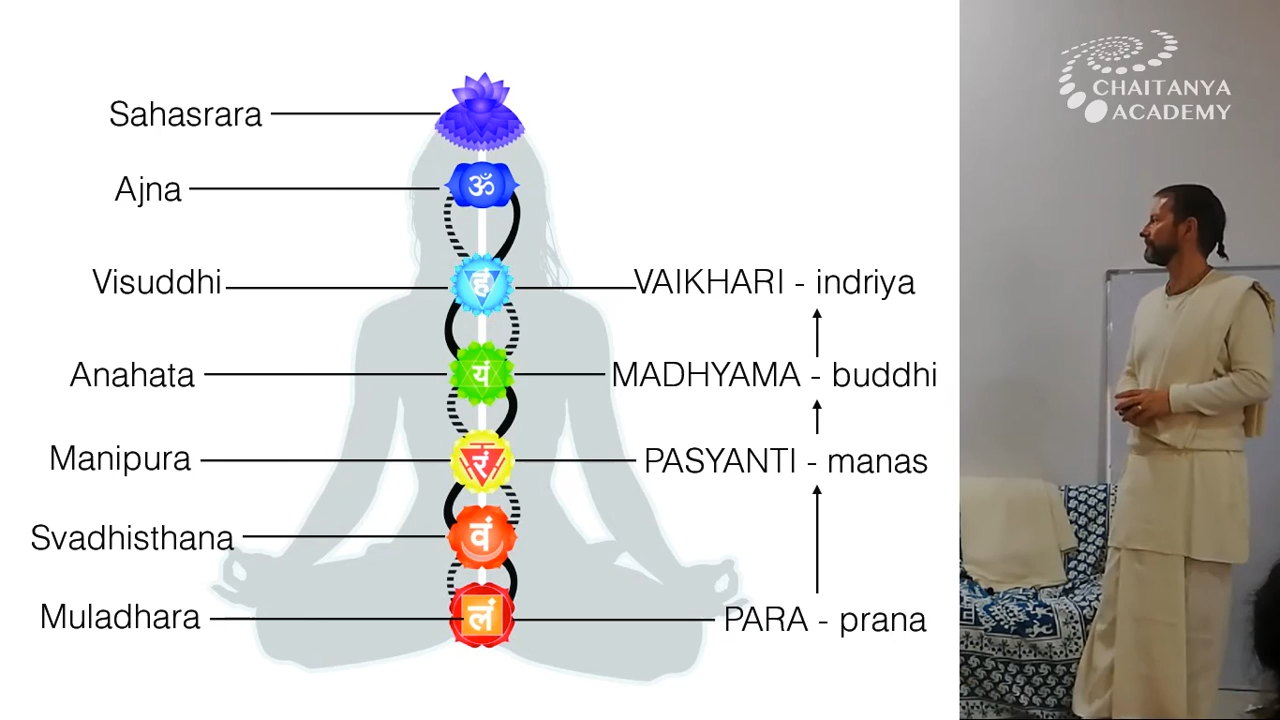 Sahasrara
Ajna
ॐ
Visuddhi
हं
VAIKHARI - indriya
Anahata
यं
MADHYAMA - buddhi
Manipura
रं
PASYANTI - manas
Svadhisthana
वं
Muladhara
लं
PARA - prana
CHAITANYA
ACADEMY